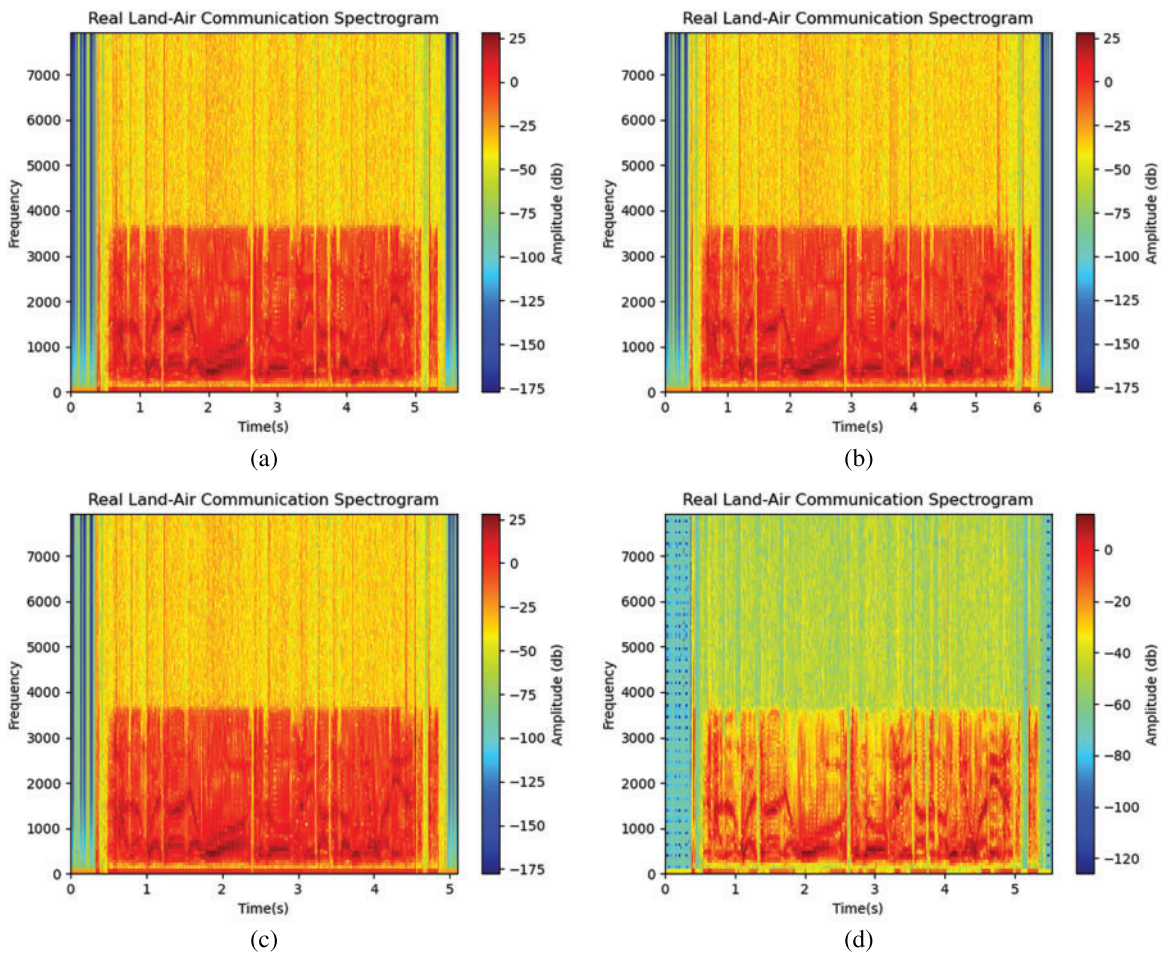 Real Land-Air Communication Spectrogram
Frequency
7000
6000
5000
4000
3000
2000
1000
0
0 1 2 3 4 5
Time(s)
25
0
−25
−50
−75
−100
−125
−150
−175
Amplitude (db)
(a)
Real Land-Air Communication Spectrogram
Frequency
7000
6000
5000
4000
3000
2000
1000
0
0 1 2 3 4 5 6
Time(s)
25
0
−25
−50
−75
−100
−125
−150
−175
Amplitude (db)
(b)
Real Land-Air Communication Spectrogram
Frequency
7000
6000
5000
4000
3000
2000
1000
0
0 1 2 3 4 5
Time(s)
25
0
−25
−50
−75
−100
−125
−150
−175
Amplitude (db)
(c)
Real Land-Air Communication Spectrogram
Frequency
7000
6000
5000
4000
3000
2000
1000
0
0 1 2 3 4 5
Time(s)
0
−20
−40
−60
−80
−100
−120
Amplitude (db)
(d)